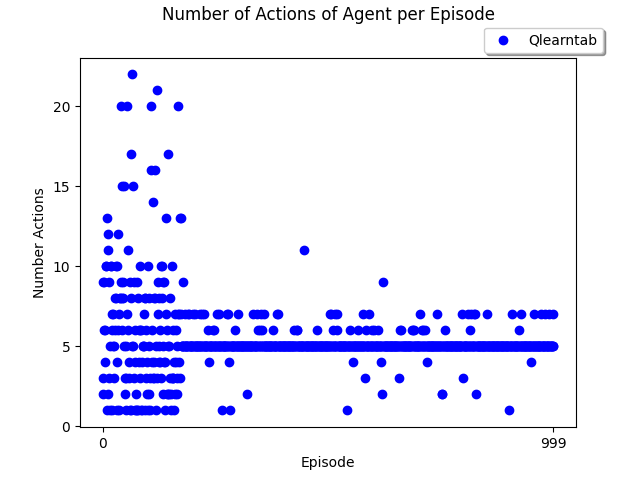 Number of Actions of Agent per Episode
Qlearntab
20
15
10
5
0
Number Actions
0 999
Episode